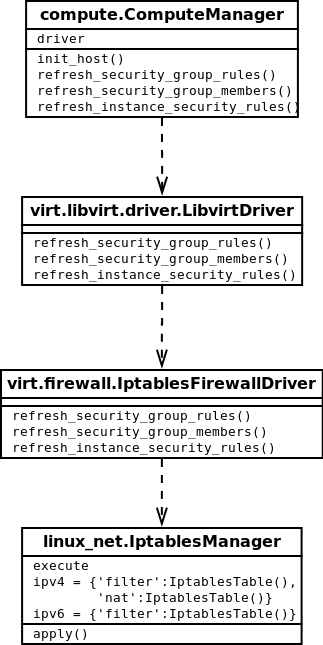 compute.ComputeManager
driver
init_host()
refresh_security_group_rules()
refresh_security_group_members()
refresh_instance_security_rules()
virt.libvirt.driver.LibvirtDriver
refresh_security_group_rules()
refresh_security_group_members()
refresh_instance_security_rules()
virt.firewall.IptablesFirewallDriver
refresh_security_group_rules()
refresh_security_group_members()
refresh_instance_security_rules()
linux_net.IptablesManager
execute
ipv4 = {'filter':IptablesTable(),
'nat':IptablesTable()}
ipv6 = {'filter':IptablesTable()}
apply()